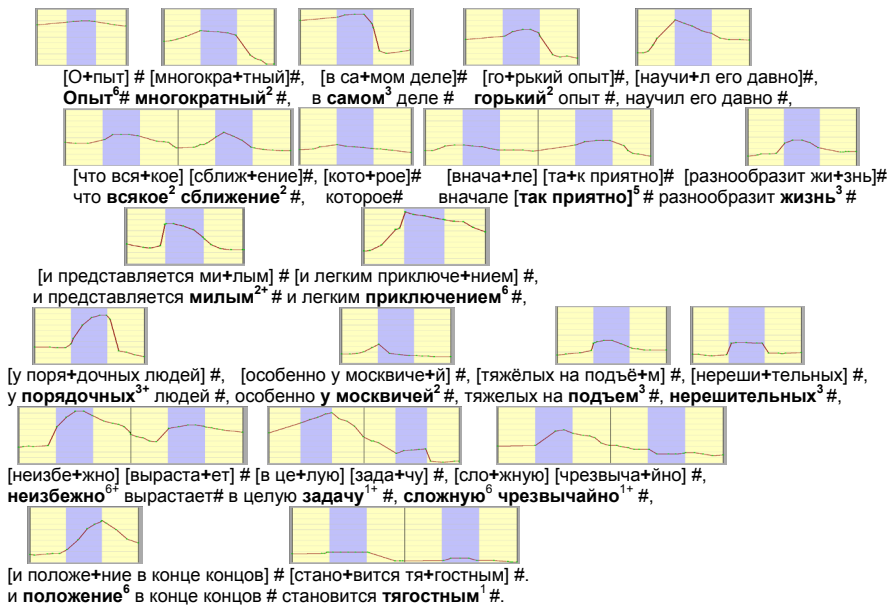 [О+пыт] # [многокра+тный]#, [в са+мом деле]# [го+рький опыт]#, [научи+л его давно]#,
Опыт⁶# многократный² #, в самом³ деле # горький² опыт #, научил его давно #,
[что вся+кое] [сближ+ение]#, [кото+рое]# [внача+ле] [та+к приятно]# [разнообразит жи+знь]#
что всякое² сближение² #, которое# вначале [так приятно]⁵ # разнообразит жизнь³ #
[и представляется ми+лым] # [и легким приключе+нием] #,
и представляется милым²⁺ # и легким приключением⁶ #,
[у поря+дочных людей] #, [особенно у москвиче+й] #, [тяжёлых на подъё+м] #, [нереши+тельных] #,
у порядочных³⁺ людей #, особенно у москвичей² #, тяжелых на подъем³ #, нерешительных³ #,
[неизбе+жно] [выраста+ет] # [в це+лую] [зада+чу] #, [сло+жную] [чрезвыча+йно] #,
неизбежно⁶⁺ вырастает# в целую задачу¹⁺ #, сложную⁶ чрезвычайно¹⁺ #,
[и положе+ние в конце концов] # [стано+вится тя+гостным] #.
и положение⁶ в конце концов # становится тягостным¹ #.